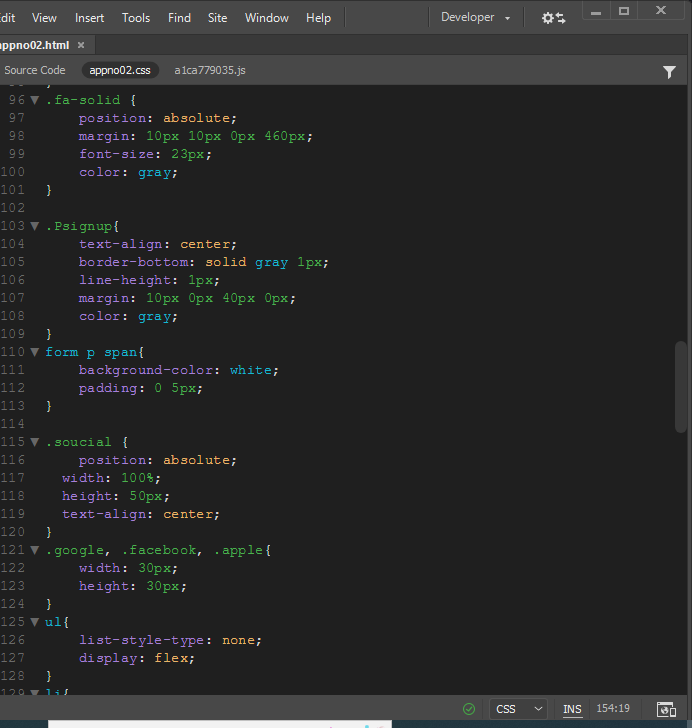 dit View Insert Tools Find Site Window Help Developer
appno02.html ×
Source Code appno02.css a1ca779035.js
96 .fa-solid {
97 position: absolute;
98 margin: 10px 10px 0px 460px;
99 font-size: 23px;
100 color: gray;
101 }
102
103 .Psignup{
104 text-align: center;
105 border-bottom: solid gray 1px;
106 line-height: 1px;
107 margin: 10px 0px 40px 0px;
108 color: gray;
109 }
110 form p span{
111 background-color: white;
112 padding: 0 5px;
113 }
114
115 .soucial {
116 position: absolute;
117 width: 100%;
118 height: 50px;
119 text-align: center;
120 }
121 .google, .facebook, .apple{
122 width: 30px;
123 height: 30px;
124 }
125 ul{
126 list-style-type: none;
127 display: flex;
128 }
129 li{
CSS INS 154:19